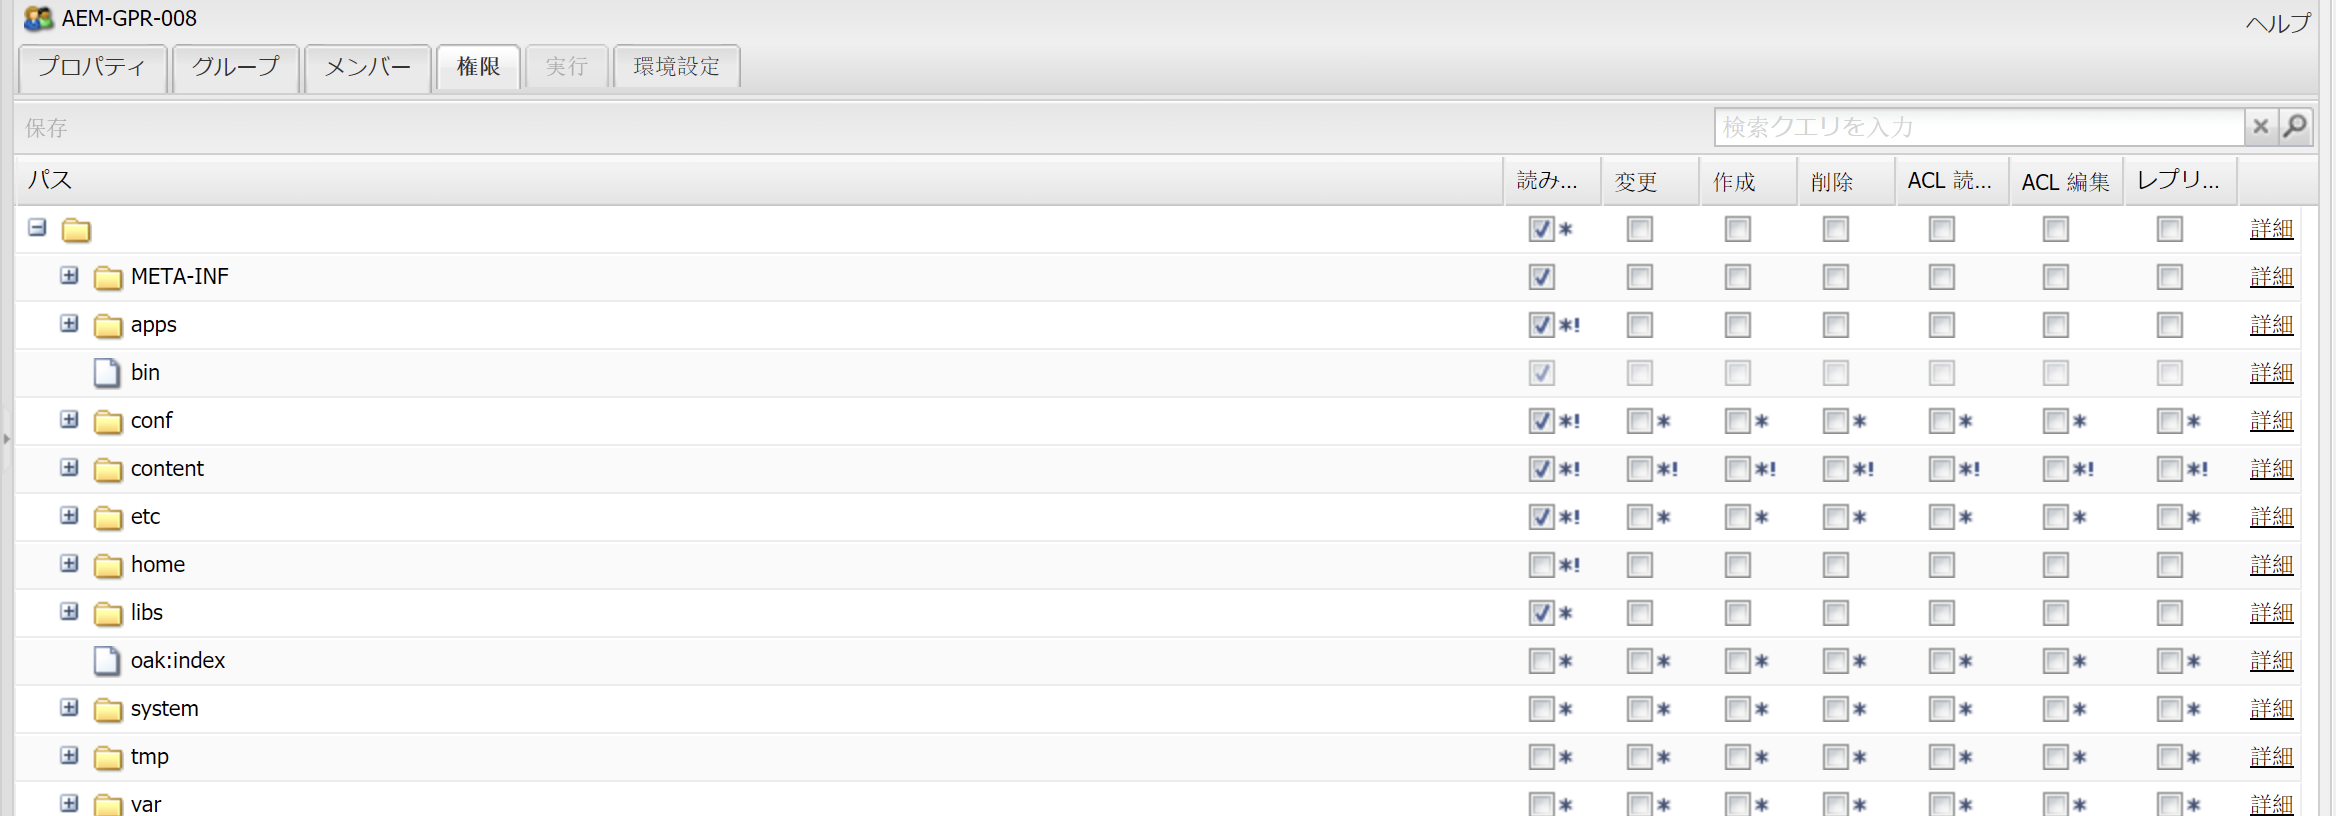 AEM-GPR-008
ヘルプ
プロパティ グループ メンバー 権限 実行 環境設定
保存 検索クエリを入力
パス 読み... 変更 作成 削除 ACL 読... ACL 編集 レプリ...
* 詳細
META-INF 詳細
apps *! 詳細
bin 詳細
conf *! * * * * * * 詳細
content *! *! *! *! *! *! *! 詳細
etc *! * * * * * * 詳細
home *! 詳細
libs * 詳細
oak:index * * * * * * * 詳細
system * * * * * * * 詳細
tmp * * * * * * * 詳細
var * * * * * * * 詳細